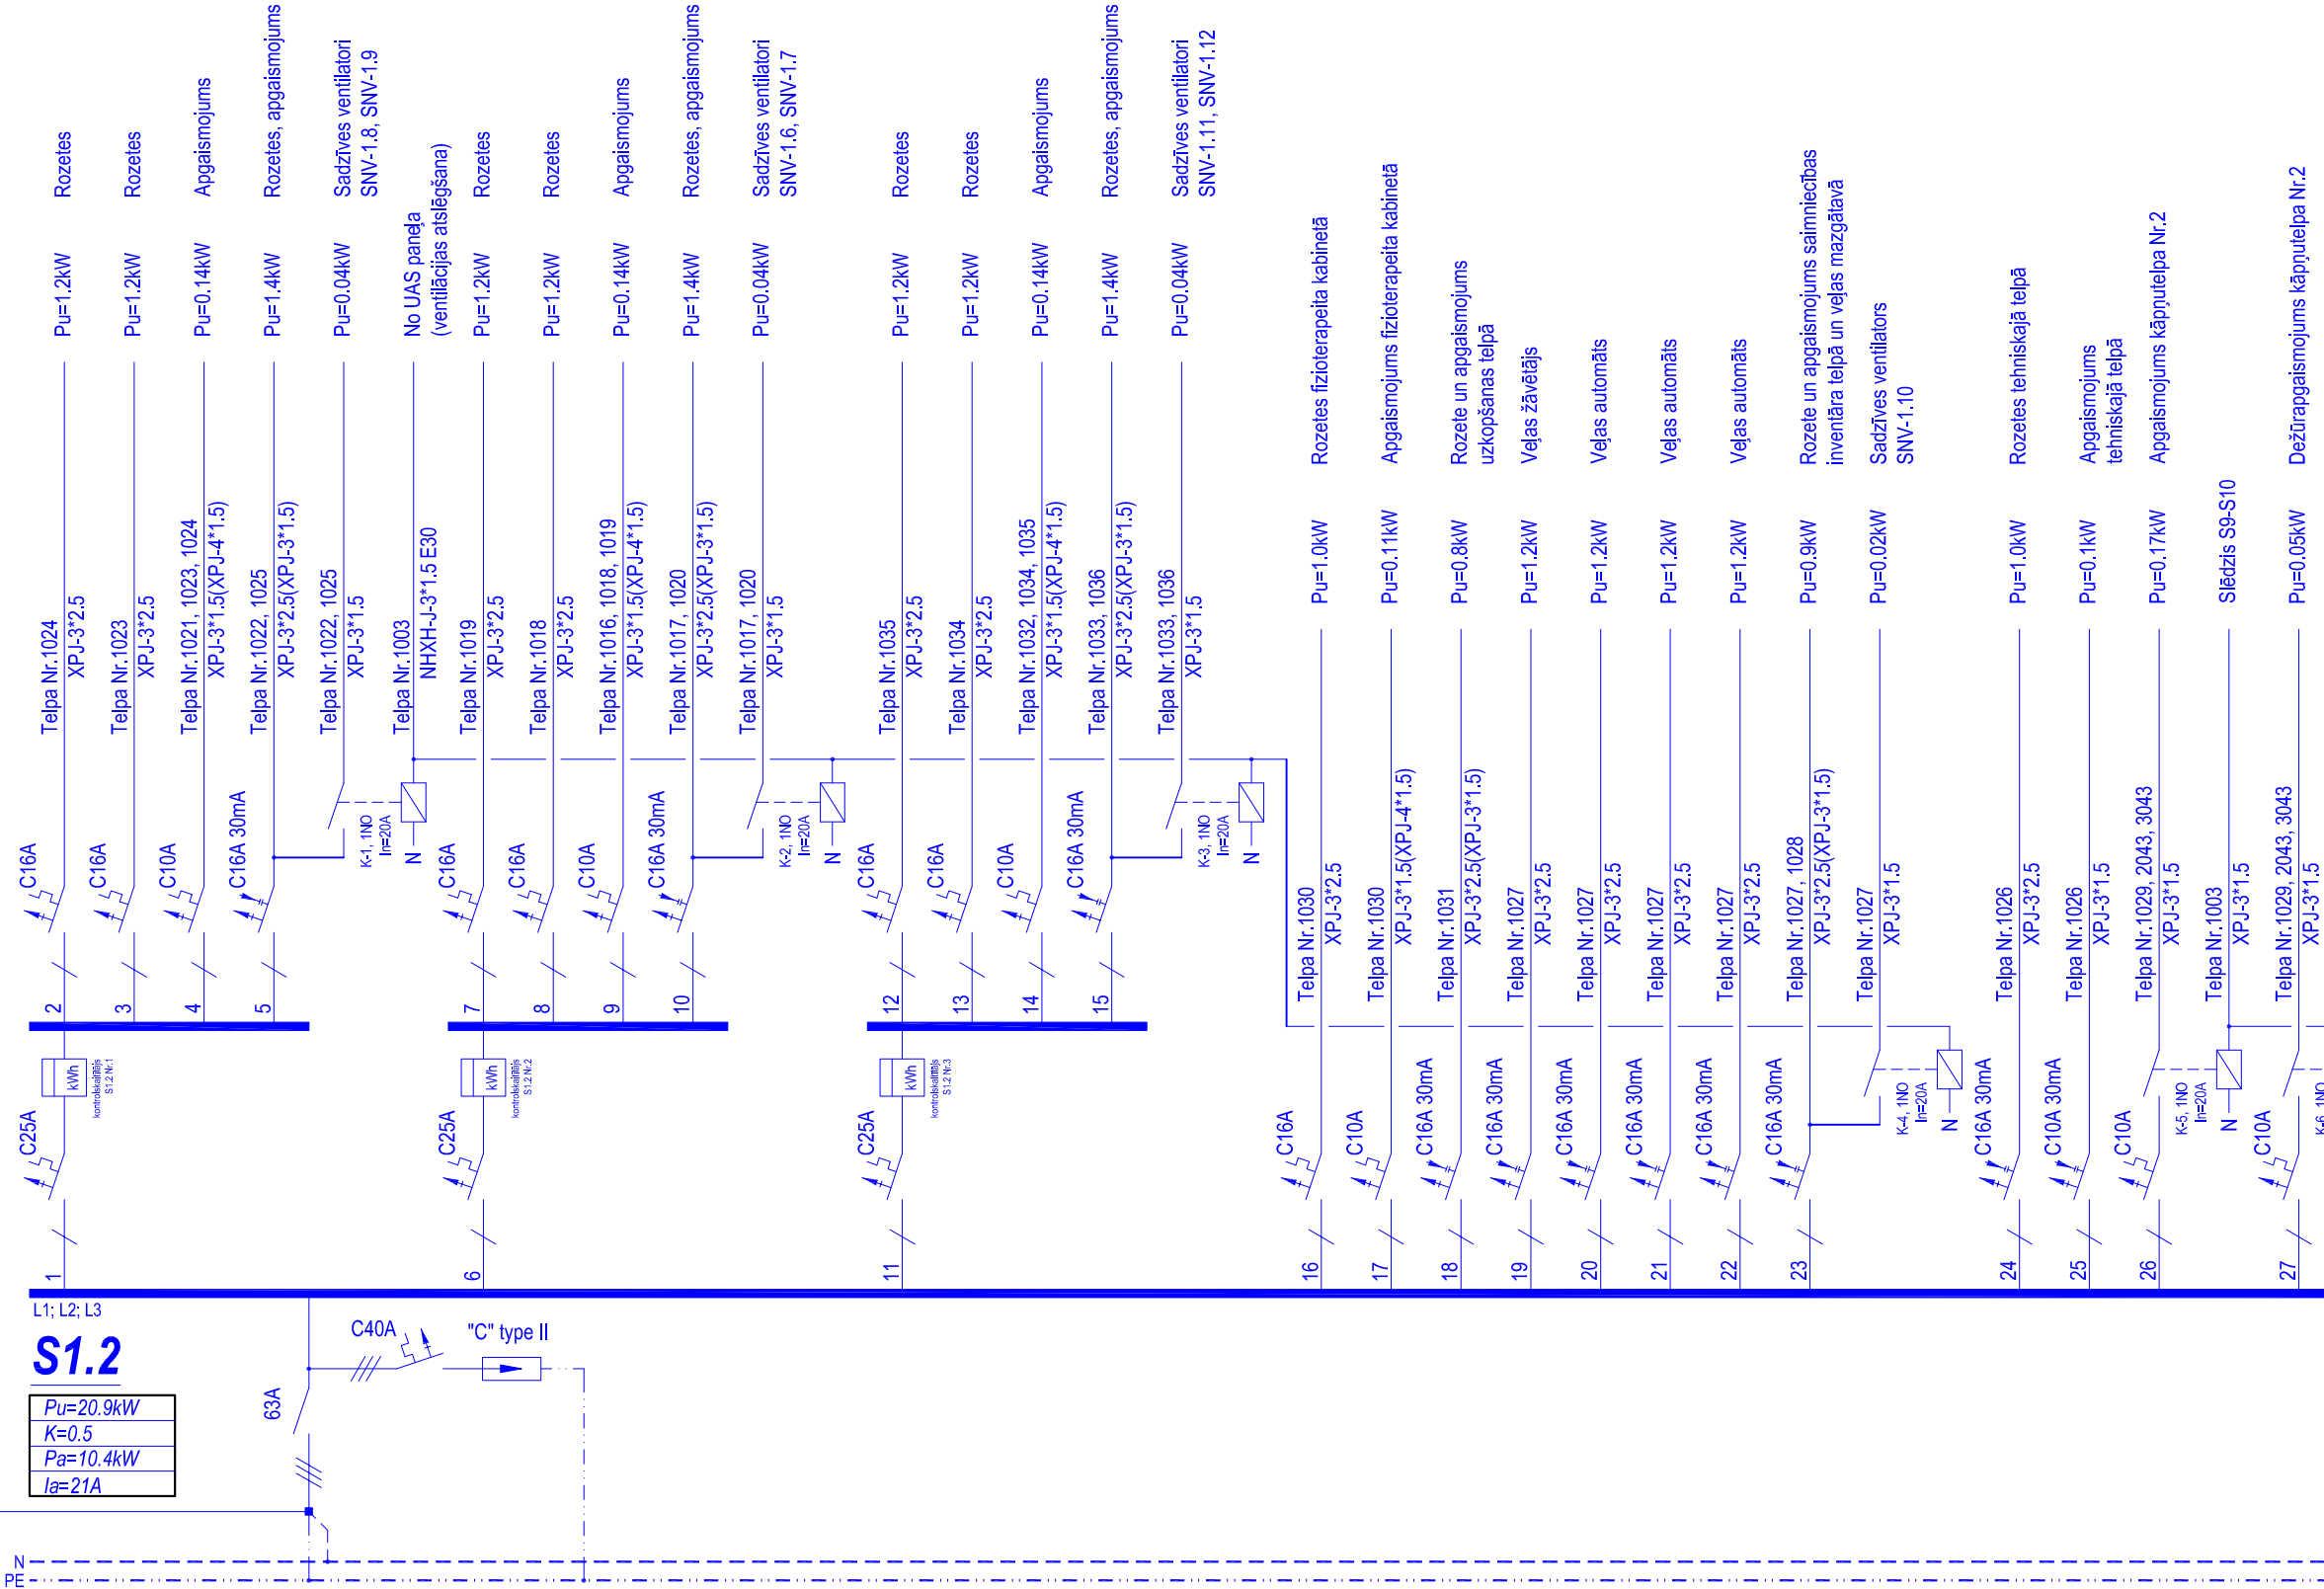 Rozetes
Pu=1.2kW
Telpa Nr.1024
XPJ-3*2.5
C16A
2
Rozetes
Pu=1.2kW
Telpa Nr.1023
XPJ-3*2.5
C16A
3
Apgaismojums
Pu=0.14kW
Telpa Nr.1021, 1023, 1024
XPJ-3*1.5(XPJ-4*1.5)
C10A
4
Rozetes, apgaismojums
Pu=1.4kW
Telpa Nr.1022, 1025
XPJ-3*2.5(XPJ-3*1.5)
C16A 30mA
5
Sadzīves ventilatori
SNV-1.8, SNV-1.9
Pu=0.04kW
Telpa Nr.1022, 1025
XPJ-3*1.5
K-1, 1NO
In=20A
N
No UAS paneļa
(ventilācijas atslēgšana)
Telpa Nr.1003
NHXH-J-3*1.5 E30
Rozetes
Pu=1.2kW
Telpa Nr.1019
XPJ-3*2.5
C16A
7
Rozetes
Pu=1.2kW
Telpa Nr.1018
XPJ-3*2.5
C16A
8
Apgaismojums
Pu=0.14kW
Telpa Nr.1016, 1018, 1019
XPJ-3*1.5(XPJ-4*1.5)
C10A
9
Rozetes, apgaismojums
Pu=1.4kW
Telpa Nr.1017, 1020
XPJ-3*2.5(XPJ-3*1.5)
C16A 30mA
10
Sadzīves ventilatori
SNV-1.6, SNV-1.7
Pu=0.04kW
Telpa Nr.1017, 1020
XPJ-3*1.5
K-2, 1NO
In=20A
N
Rozetes
Pu=1.2kW
Telpa Nr.1035
XPJ-3*2.5
C16A
12
Rozetes
Pu=1.2kW
Telpa Nr.1034
XPJ-3*2.5
C16A
13
Apgaismojums
Pu=0.14kW
Telpa Nr.1032, 1034, 1035
XPJ-3*1.5(XPJ-4*1.5)
C10A
14
Rozetes, apgaismojums
Pu=1.4kW
Telpa Nr.1033, 1036
XPJ-3*2.5(XPJ-3*1.5)
C16A 30mA
15
Sadzīves ventilatori
SNV-1.11, SNV-1.12
Pu=0.04kW
Telpa Nr.1033, 1036
XPJ-3*1.5
K-3, 1NO
In=20A
N
kWh
S1.2 Nr.1
C25A
1
kWh
S1.2 Nr.2
C25A
6
kWh
S1.2 Nr.3
C25A
11
Rozetes fizioterapeita kabinetā
Pu=1.0kW
Telpa Nr.1030
XPJ-3*2.5
C16A
16
Apgaismojums fizioterapeita kabinetā
Pu=0.11kW
Telpa Nr.1030
XPJ-3*1.5(XPJ-4*1.5)
C10A
17
Rozete un apgaismojums
uzkopšanas telpā
Pu=0.8kW
Telpa Nr.1031
XPJ-3*2.5(XPJ-3*1.5)
C16A 30mA
18
Veļas žāvētājs
Pu=1.2kW
Telpa Nr.1027
XPJ-3*2.5
C16A 30mA
19
Veļas automāts
Pu=1.2kW
Telpa Nr.1027
XPJ-3*2.5
C16A 30mA
20
Veļas automāts
Pu=1.2kW
Telpa Nr.1027
XPJ-3*2.5
C16A 30mA
21
Veļas automāts
Pu=1.2kW
Telpa Nr.1027
XPJ-3*2.5
C16A 30mA
22
Rozete un apgaismojums saimniecības
inventāra telpā un veļas mazgātavā
Pu=0.9kW
Telpa Nr.1027, 1028
XPJ-3*2.5(XPJ-3*1.5)
C16A 30mA
23
Sadzīves ventilators
SNV-1.10
Pu=0.02kW
Telpa Nr.1027
XPJ-3*1.5
K-4, 1NO
In=20A
N
Rozetes tehniskajā telpā
Pu=1.0kW
Telpa Nr.1026
XPJ-3*2.5
C16A 30mA
24
Apgaismojums
tehniskajā telpā
Pu=0.1kW
Telpa Nr.1026
XPJ-3*1.5
C10A 30mA
25
Apgaismojums kāpņutelpa Nr.2
Pu=0.17kW
Telpa Nr.1029, 2043, 3043
XPJ-3*1.5
C10A
26
Slēdzis S9-S10
Telpa Nr.1003
XPJ-3*1.5
K-5, 1NO
In=20A
N
Dežūrapgaismojums kāpņutelpa Nr.2
Pu=0.05kW
Telpa Nr.1029, 2043, 3043
XPJ-3*1.5
C10A
27
K-6, 1NO
L1; L2; L3
S1.2
Pu=20.9kW
K=0.5
Pa=10.4kW
Ia=21A
63A
C40A
"C" type II
N
PE